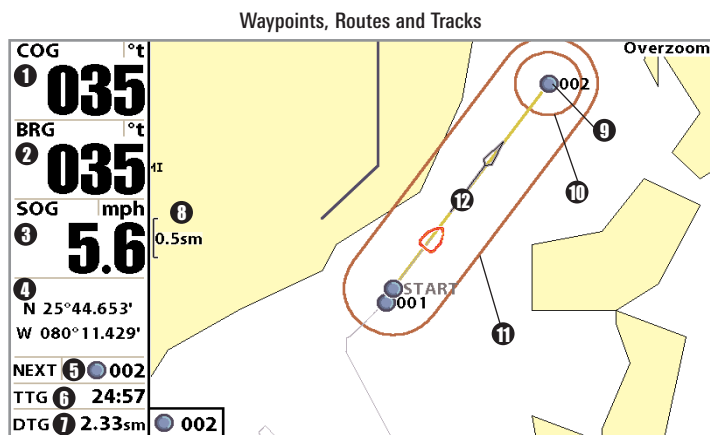 Waypoints, Routes and Tracks
COG °t
1 035
BRG °t
2 035
MI
SOG mph
3 5.6
8
0.5sm
4
N 25°44.653'
W 080°11.429'
NEXT 5 002
TTG 6 24:57
DTG 7 2.33sm
002
Overzoom
002
9
10
12
START
001
11